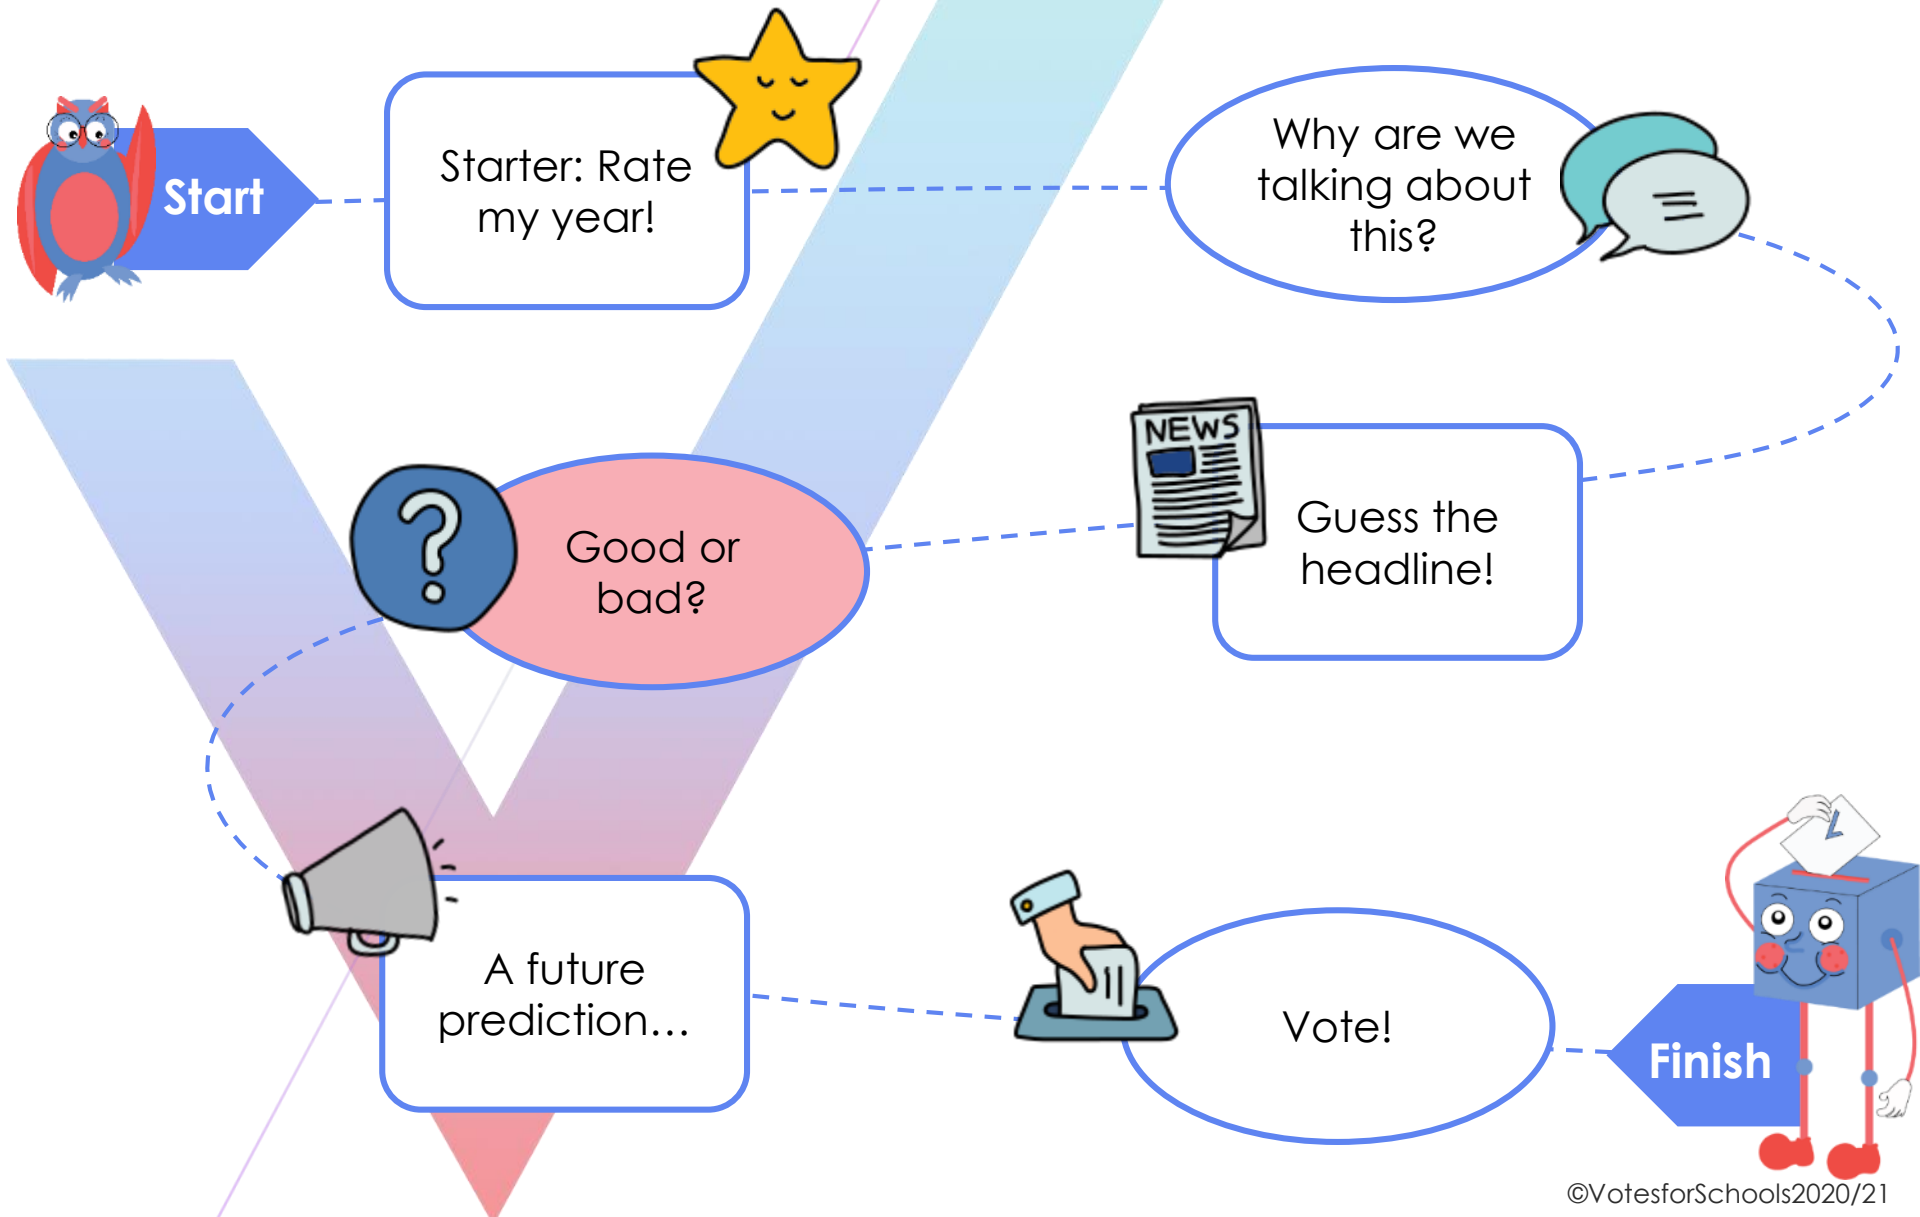 Start
Starter: Rate
my year!
Why are we
talking about
this?
NEWS
Guess the
headline!
Good or
bad?
A future
prediction…
Vote!
Finish
©VotesforSchools2020/21